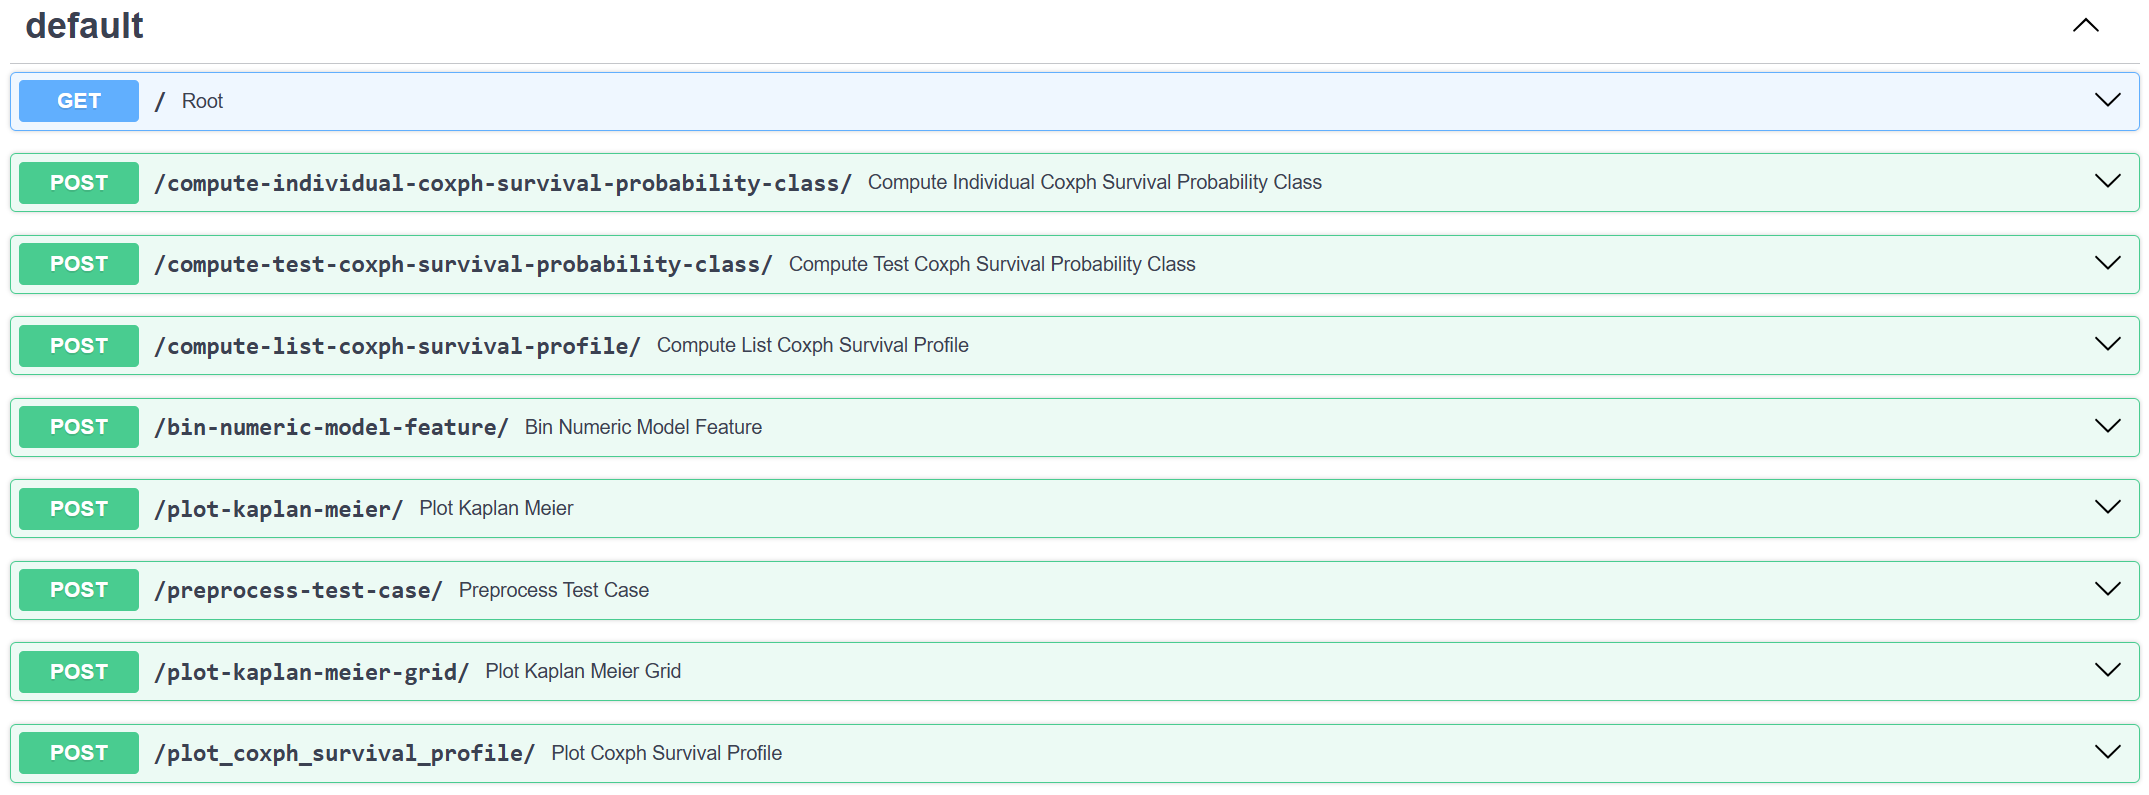 default
GET / Root
POST /compute-individual-coxph-survival-probability-class/ Compute Individual Coxph Survival Probability Class
POST /compute-test-coxph-survival-probability-class/ Compute Test Coxph Survival Probability Class
POST /compute-list-coxph-survival-profile/ Compute List Coxph Survival Profile
POST /bin-numeric-model-feature/ Bin Numeric Model Feature
POST /plot-kaplan-meier/ Plot Kaplan Meier
POST /preprocess-test-case/ Preprocess Test Case
POST /plot-kaplan-meier-grid/ Plot Kaplan Meier Grid
POST /plot_coxph_survival_profile/ Plot Coxph Survival Profile